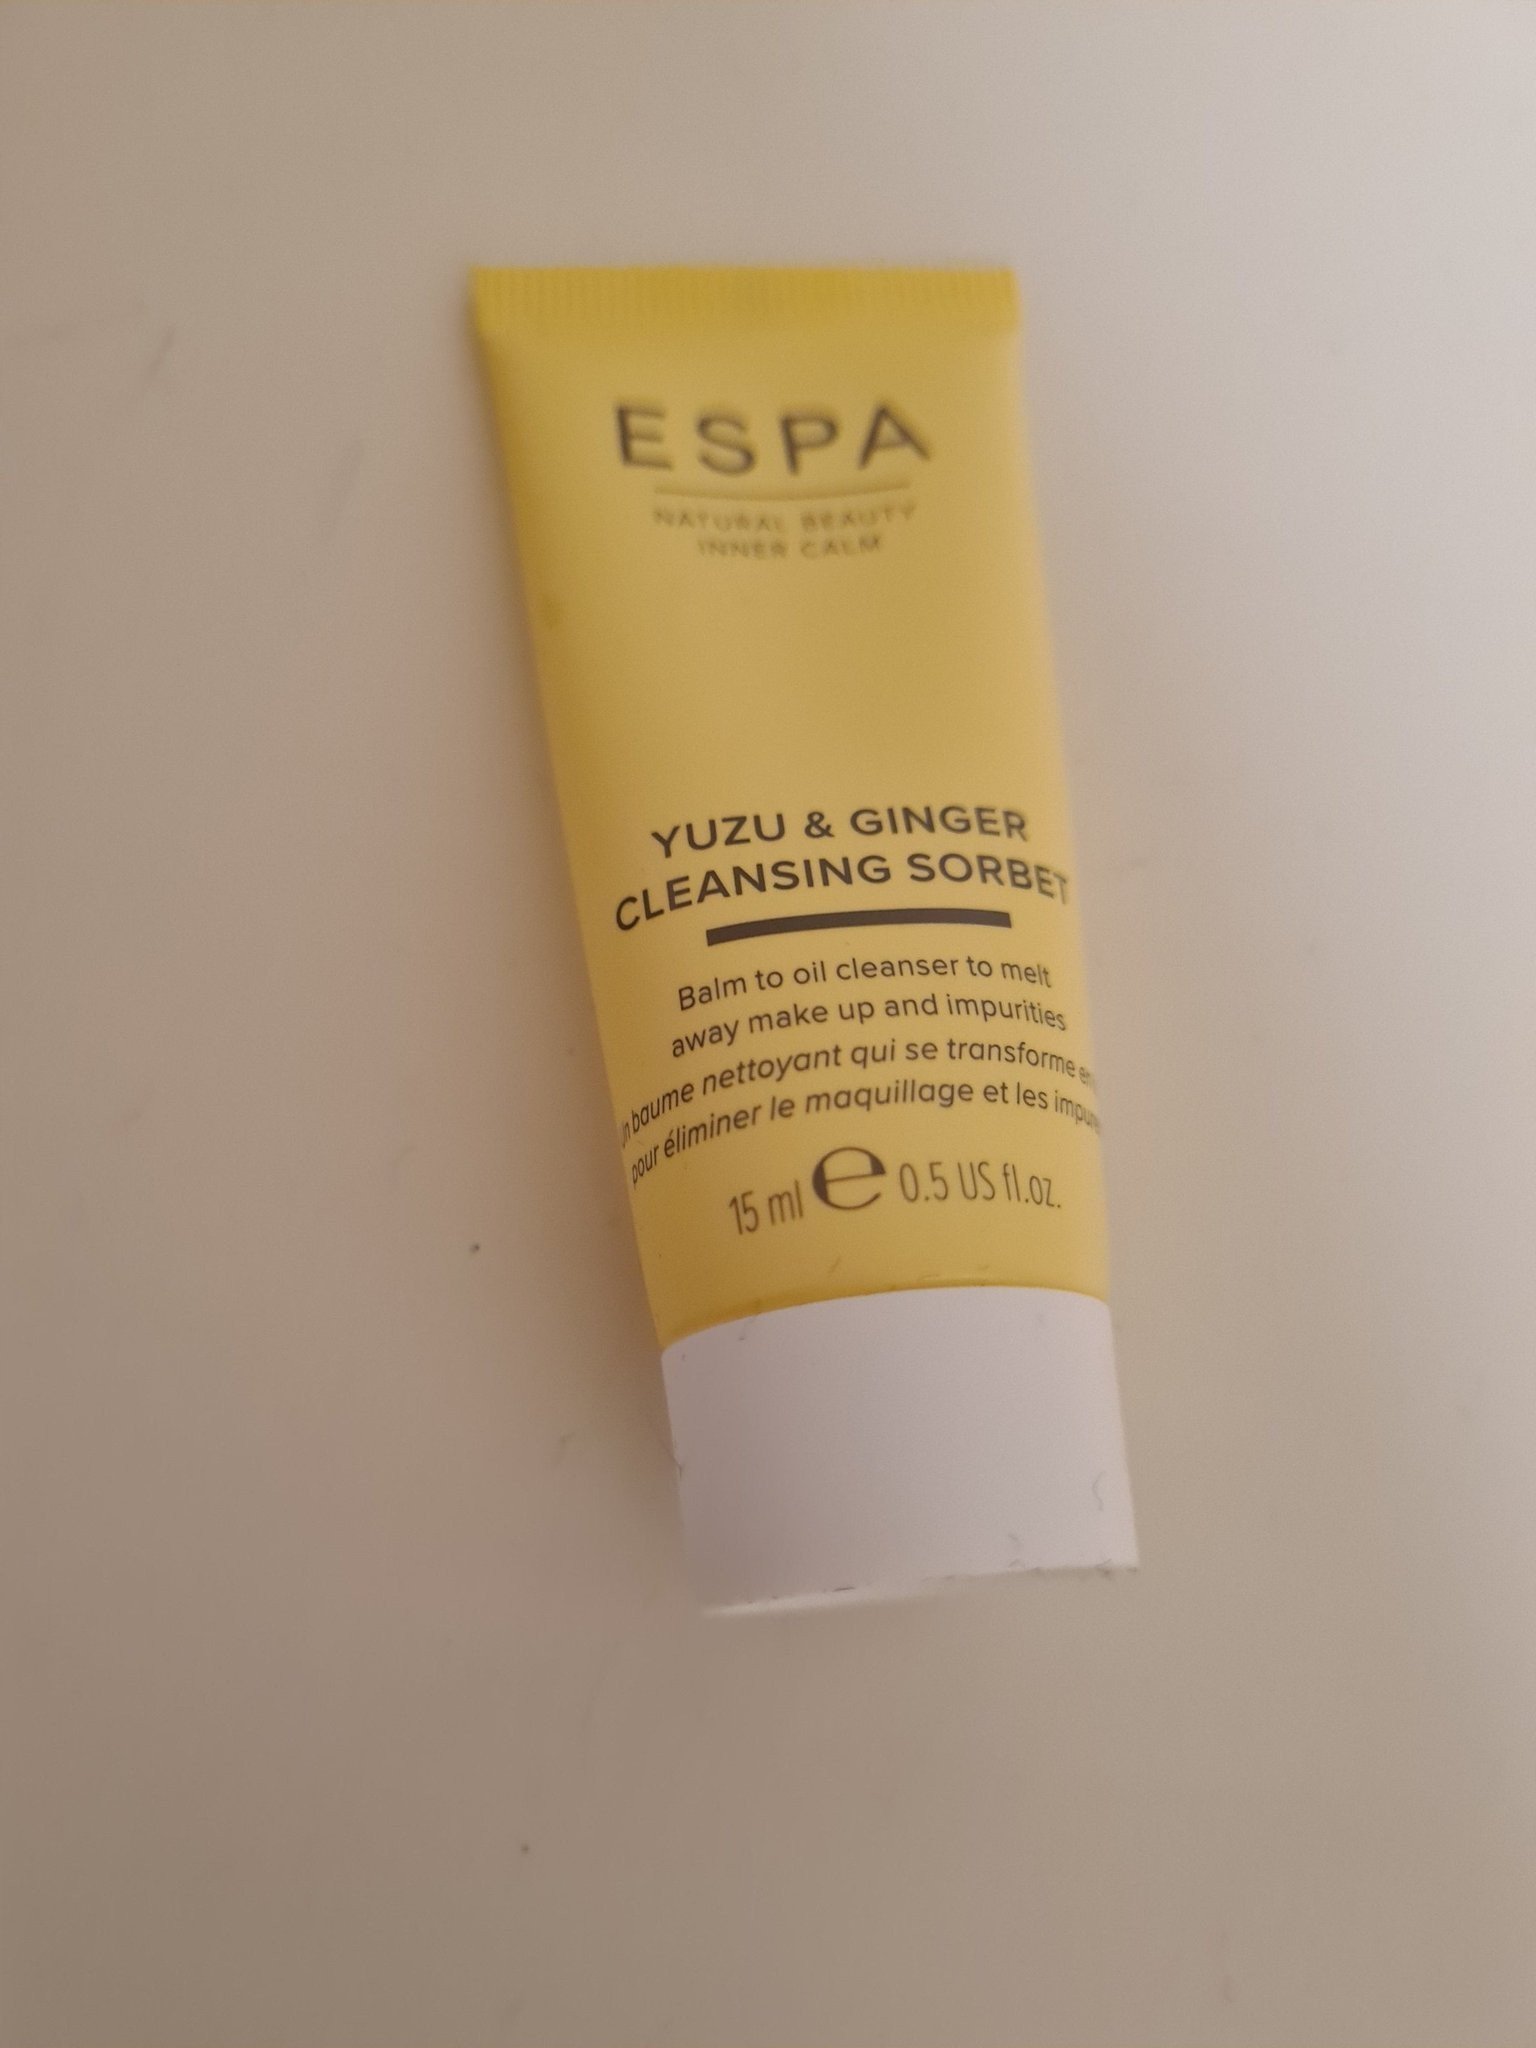 ESPA
NATURAL BEAUTY
INNER CALM
YUZU & GINGER
CLEANSING SORBET
Balm to oil cleanser to melt
away make up and impurities
baume nettoyant qui se transforme
pour éliminer le maquillage et les
15 ml e 0.5 US fl.oz.